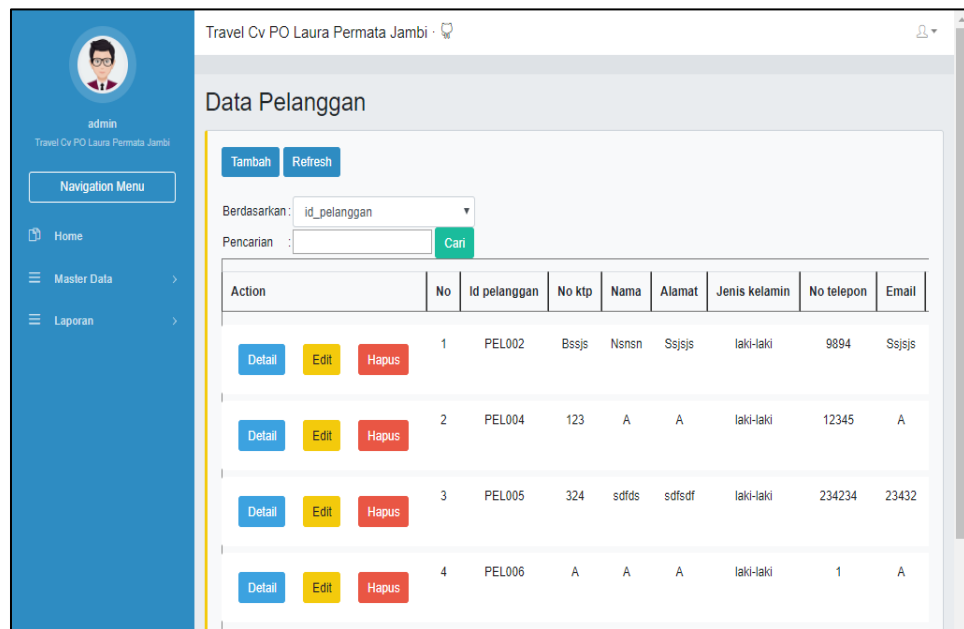 Travel Cv PO Laura Permata Jambi ·
admin
Travel Cv PO Laura Permata Jambi
Navigation Menu
Home
Master Data
Laporan
Data Pelanggan
Tambah Refresh
Berdasarkan : id_pelanggan
Pencarian : Cari
Action No Id pelanggan No ktp Nama Alamat Jenis kelamin No telepon Email
Detail Edit Hapus 1 PEL002 Bssjs Nsnsn Ssjsjs laki-laki 9894 Ssjsjs
Detail Edit Hapus 2 PEL004 123 A A laki-laki 12345 A
Detail Edit Hapus 3 PEL005 324 sdfds sdfsdf laki-laki 234234 23432
Detail Edit Hapus 4 PEL006 A A A laki-laki 1 A